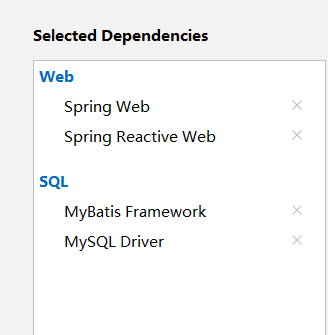 Selected Dependencies
Web
Spring Web
Spring Reactive Web
SQL
MyBatis Framework
MySQL Driver